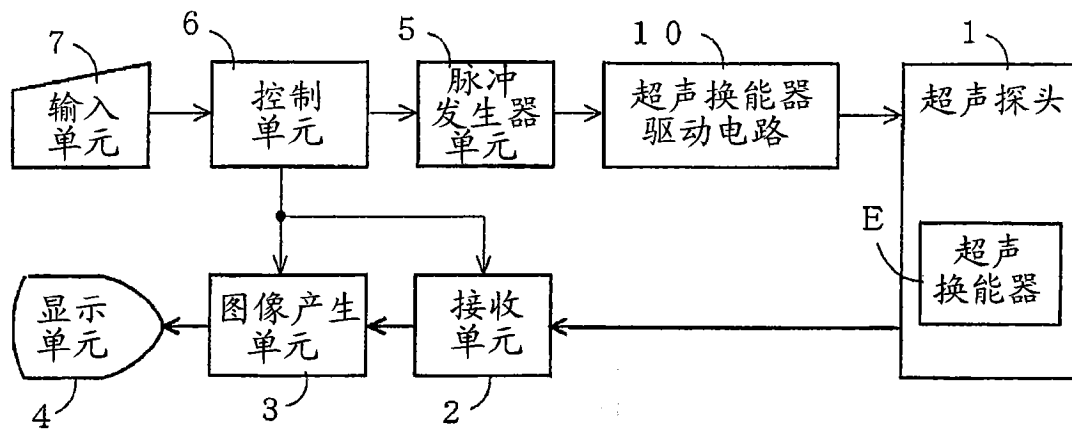 7
6
5
10
1
输入
单元
控制
单元
脉冲
发生器
单元
超声换能器
驱动电路
超声探头
E
超声
换能器
显示
单元
图像产生
单元
接收
单元
4
3
2